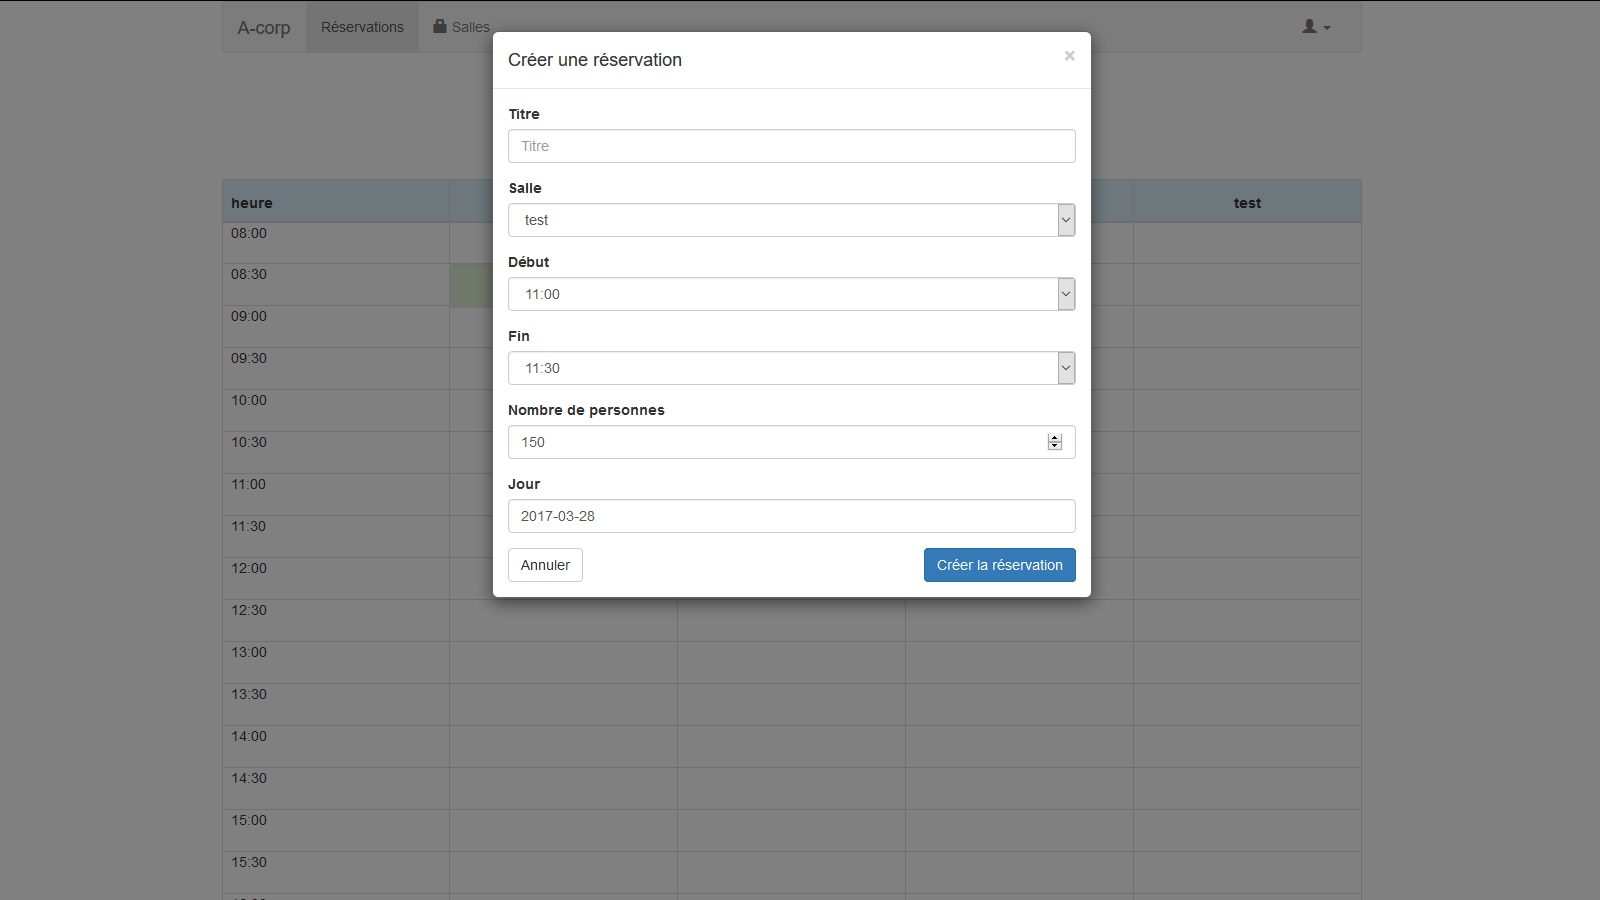 A-corp Réservations Salles
Créer une réservation ×
Titre
Titre
Salle
test
Début
11:00
Fin
11:30
Nombre de personnes
150
Jour
2017-03-28
Annuler Créer la réservation
heure test
08:00
08:30
09:00
09:30
10:00
10:30
11:00
11:30
12:00
12:30
13:00
13:30
14:00
14:30
15:00
15:30